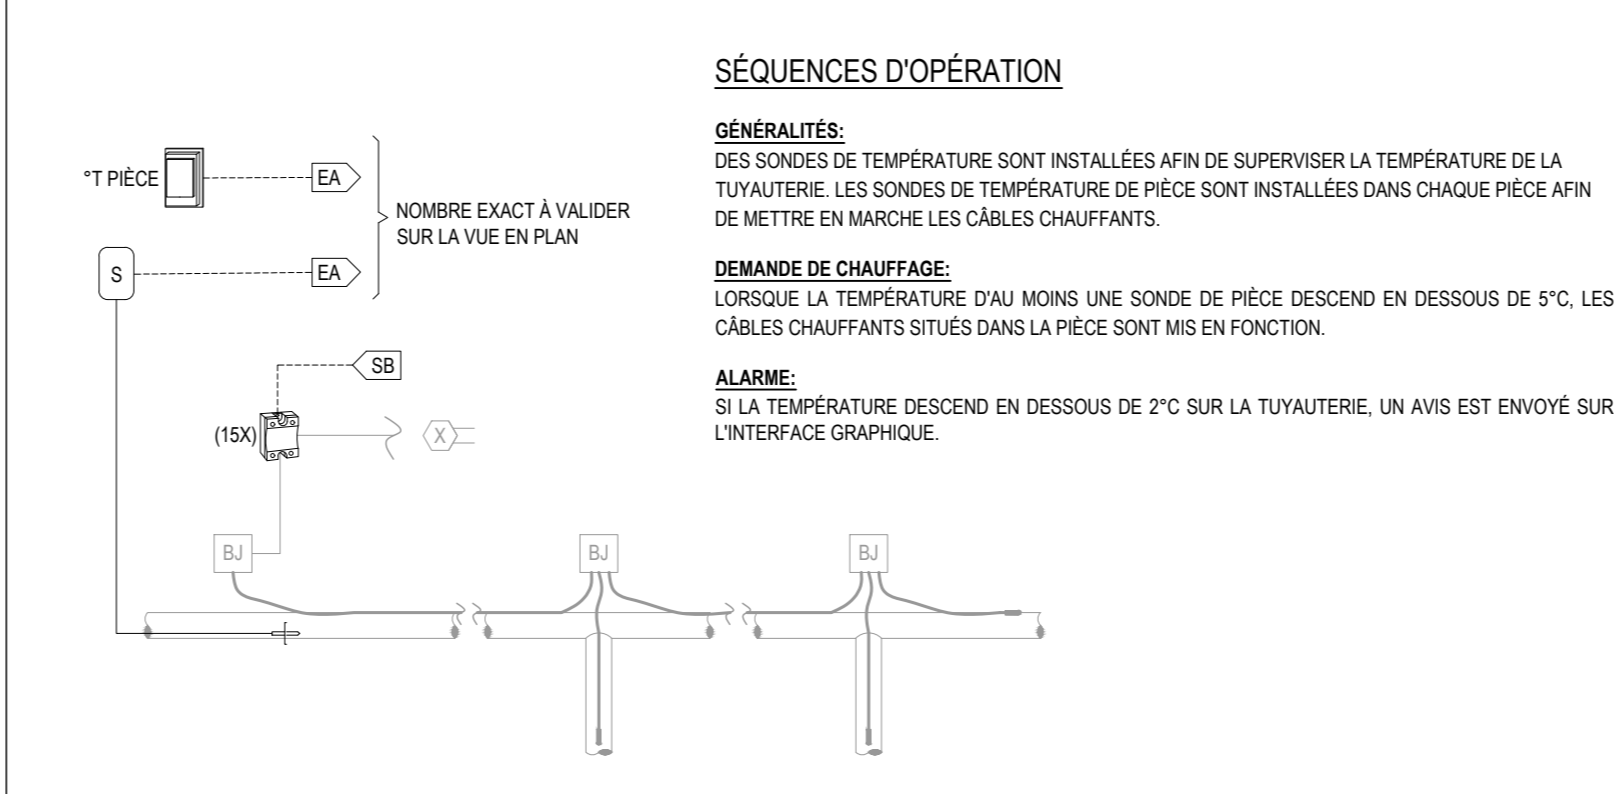 SÉQUENCES D'OPÉRATION
GÉNÉRALITÉS:
DES SONDES DE TEMPÉRATURE SONT INSTALLÉES AFIN DE SUPERVISER LA TEMPÉRATURE DE LA
TUYAUTERIE. LES SONDES DE TEMPÉRATURE DE PIÈCE SONT INSTALLÉES DANS CHAQUE PIÈCE AFIN
DE METTRE EN MARCHE LES CÂBLES CHAUFFANTS.
DEMANDE DE CHAUFFAGE:
LORSQUE LA TEMPÉRATURE D'AU MOINS UNE SONDE DE PIÈCE DESCEND EN DESSOUS DE 5°C, LES
CÂBLES CHAUFFANTS SITUÉS DANS LA PIÈCE SONT MIS EN FONCTION.
ALARME:
SI LA TEMPÉRATURE DESCEND EN DESSOUS DE 2°C SUR LA TUYAUTERIE, UN AVIS EST ENVOYÉ SUR
L'INTERFACE GRAPHIQUE.
°T PIÈCE
EA
NOMBRE EXACT À VALIDER
SUR LA VUE EN PLAN
S
EA
SB
(15X)
X
BJ
BJ
BJ